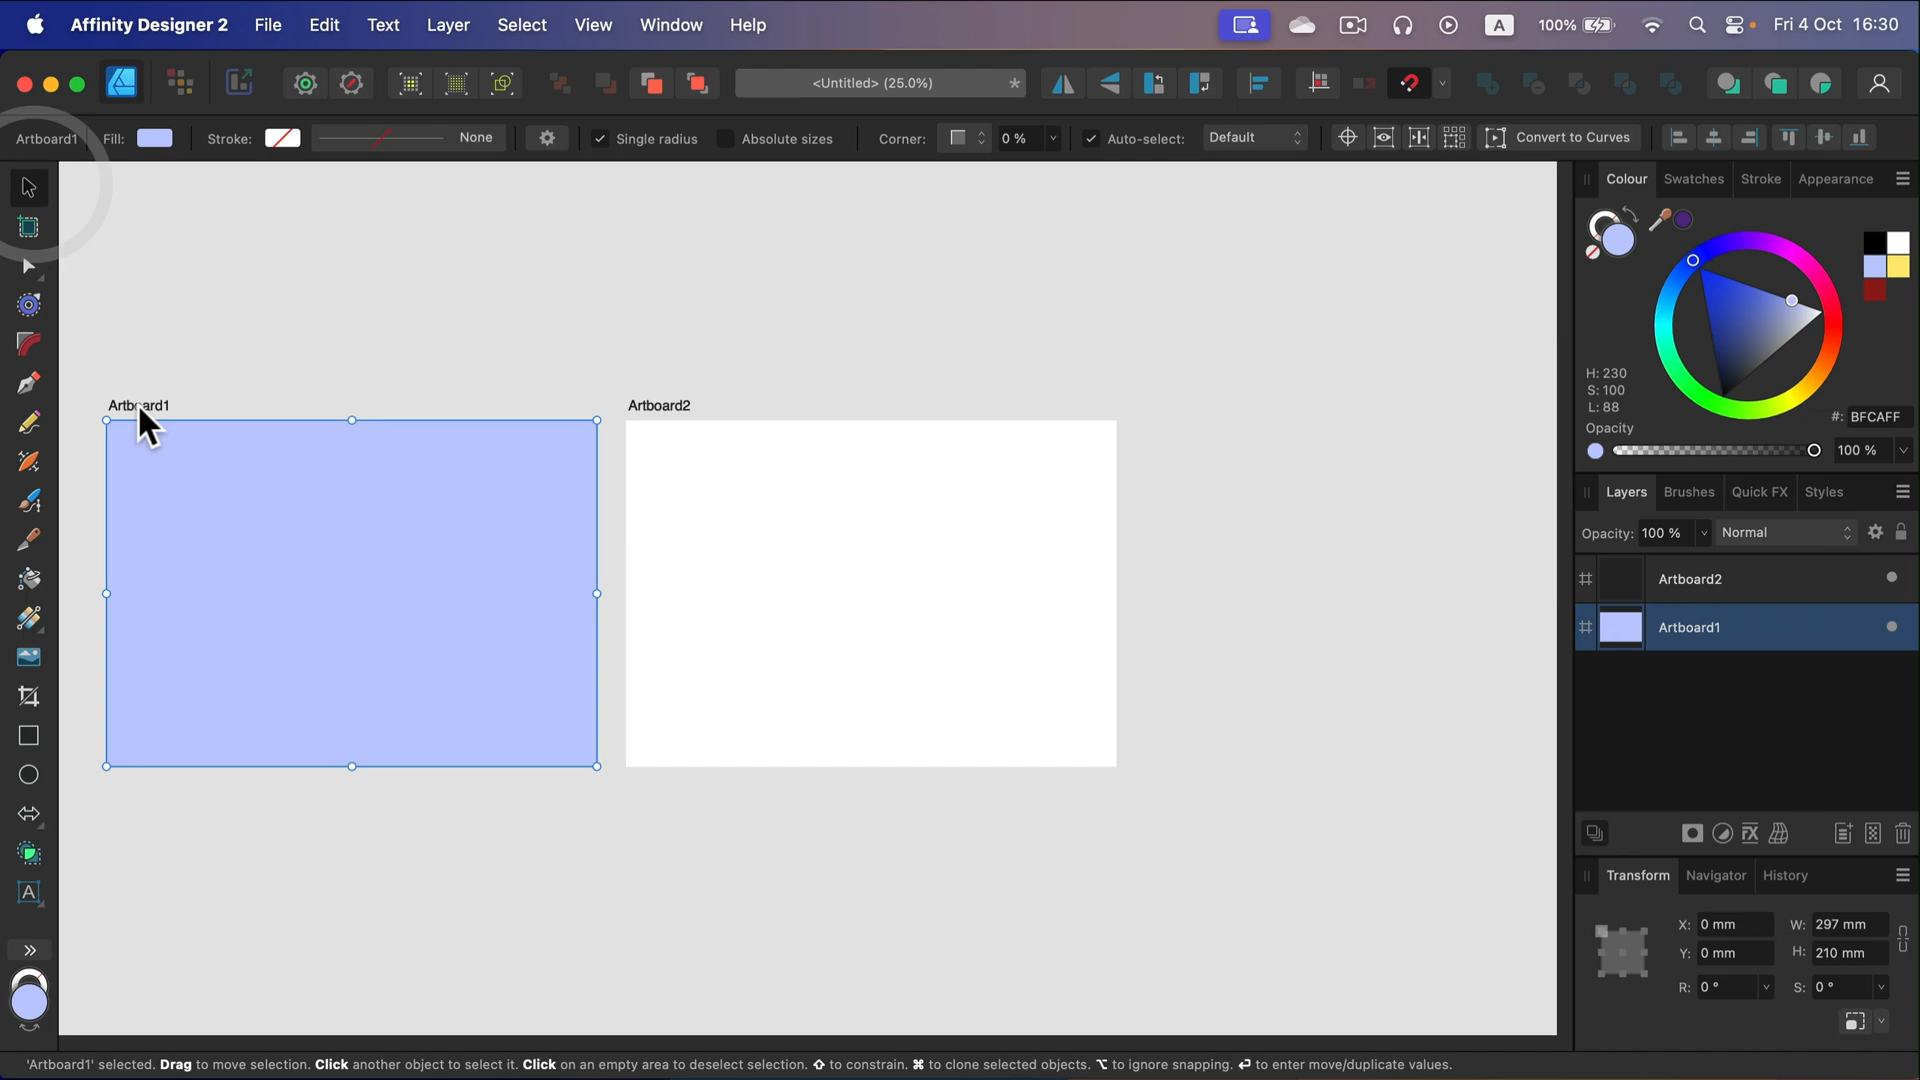 Affinity Designer 2 File Edit Text Layer Select View Window Help A 100% Fri 4 Oct 16:30
<Untitled> (25.0%) *
Artboard1 Fill: Stroke: None Single radius Absolute sizes Corner: 0 % Auto-select: Default Convert to Curves
Colour Swatches Stroke Appearance
H: 230
S: 100
L: 88
#: BFCAFF
Opacity
100 %
Artboard1 Artboard2
Layers Brushes Quick FX Styles
Opacity: 100 % Normal
Artboard2
Artboard1
FX
Transform Navigator History
X: 0 mm W: 297 mm
Y: 0 mm H: 210 mm
R: 0 ° S: 0 °
A
'Artboard1' selected. Drag to move selection. Click another object to select it. Click on an empty area to deselect selection. ⇧ to constrain. ⌘ to clone selected objects. ⌥ to ignore snapping. ↵ to enter move/duplicate values.